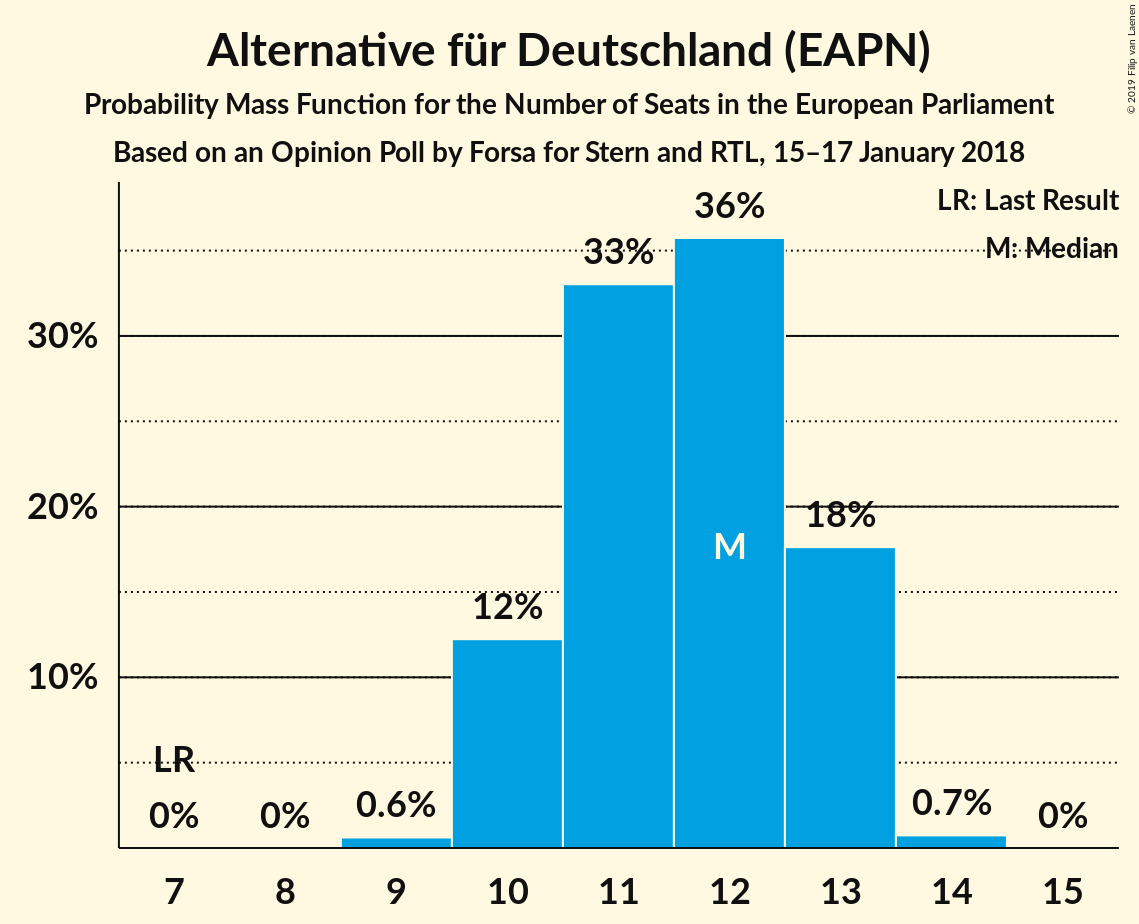 Alternative für Deutschland (EAPN)
Probability Mass Function for the Number of Seats in the European Parliament
Based on an Opinion Poll by Forsa for Stern and RTL, 15–17 January 2018
© 2019 Filip van Laenen
LR: Last Result
M: Median
36%
33%
30%
20%
18%
M
12%
10%
LR
0%
0%
0.6%
0.7%
0%
7 8 9 10 11 12 13 14 15